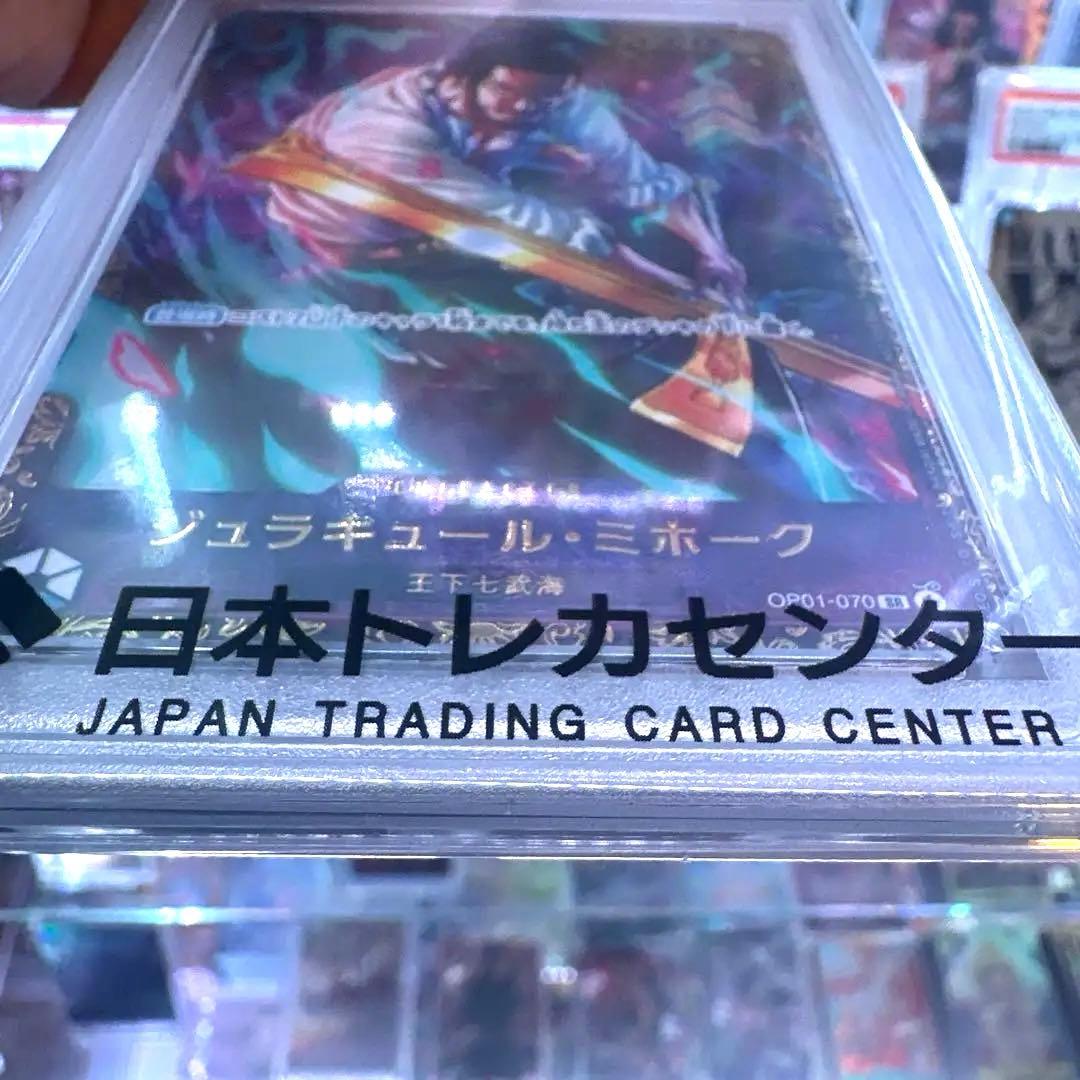 ジュラキュール・ミホーク
王下七武海
OP01-070 SR
日本トレカセンター
JAPAN TRADING CARD CENTER